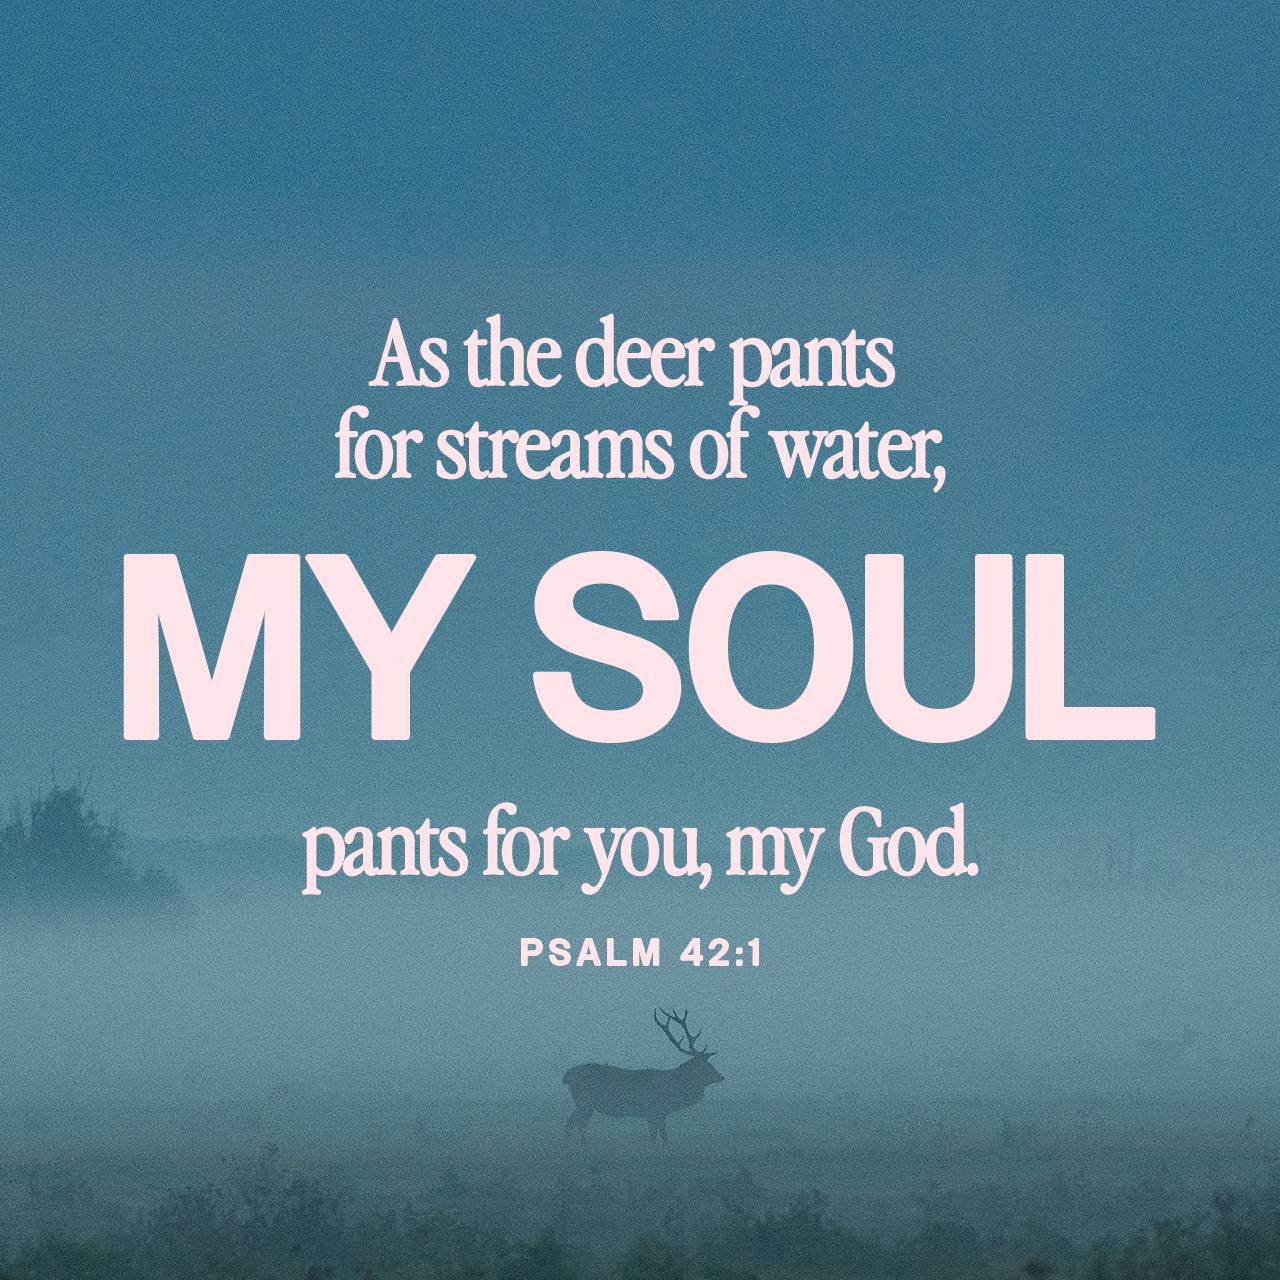 As the deer pants
for streams of water,
MY SOUL
pants for you, my God.
PSALM 42:1